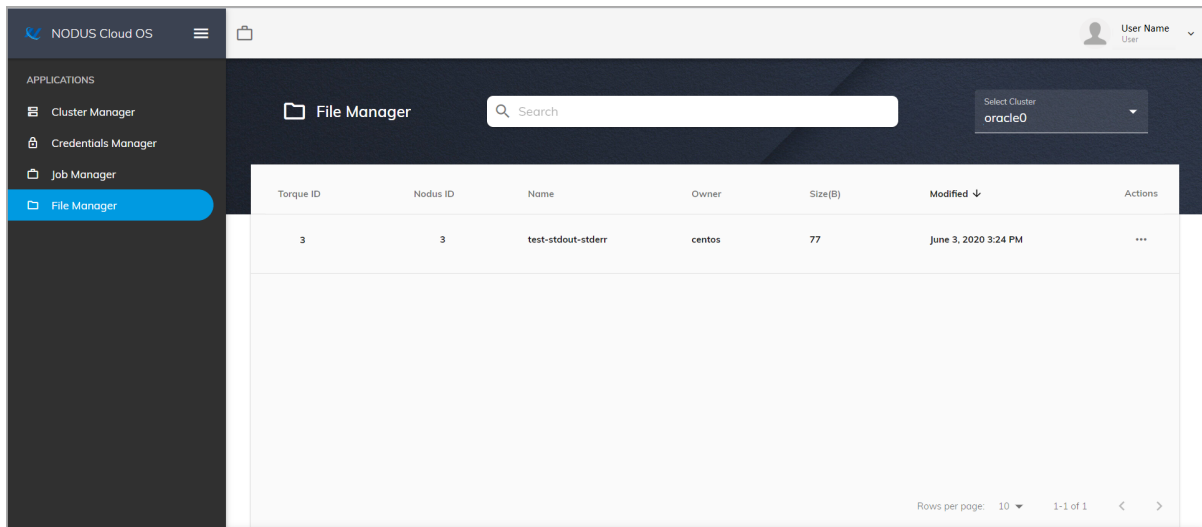 NODUS Cloud OS
User Name
User
APPLICATIONS
Cluster Manager
Credentials Manager
Job Manager
File Manager
File Manager
Search
Select Cluster
oracle0
Torque ID Nodus ID Name Owner Size(B) Modified Actions
3 3 test-stdout-stderr centos 77 June 3, 2020 3:24 PM
Rows per page: 10 1-1 of 1